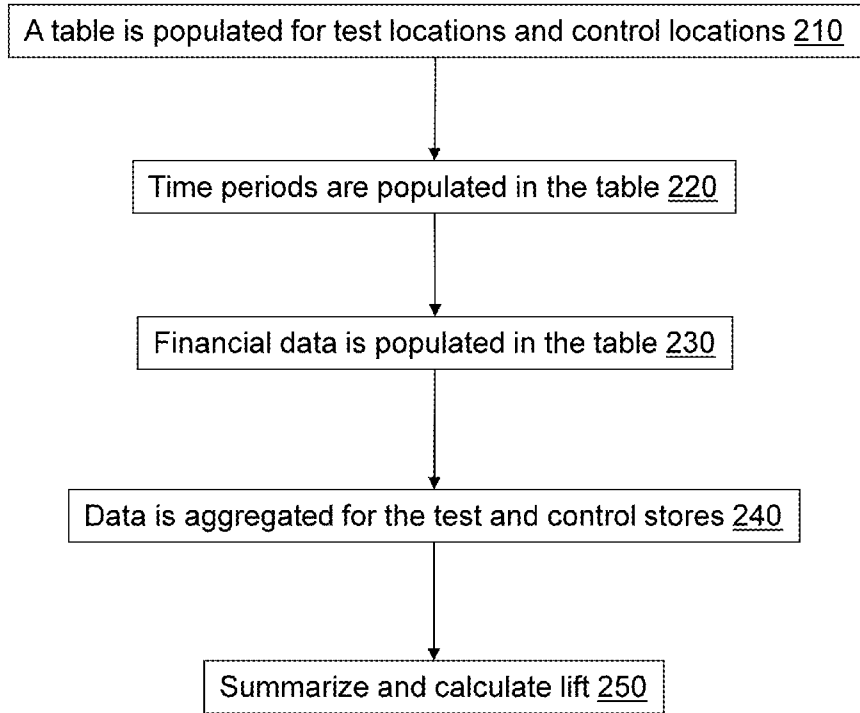 A table is populated for test locations and control locations 210
Time periods are populated in the table 220
Financial data is populated in the table 230
Data is aggregated for the test and control stores 240
Summarize and calculate lift 250